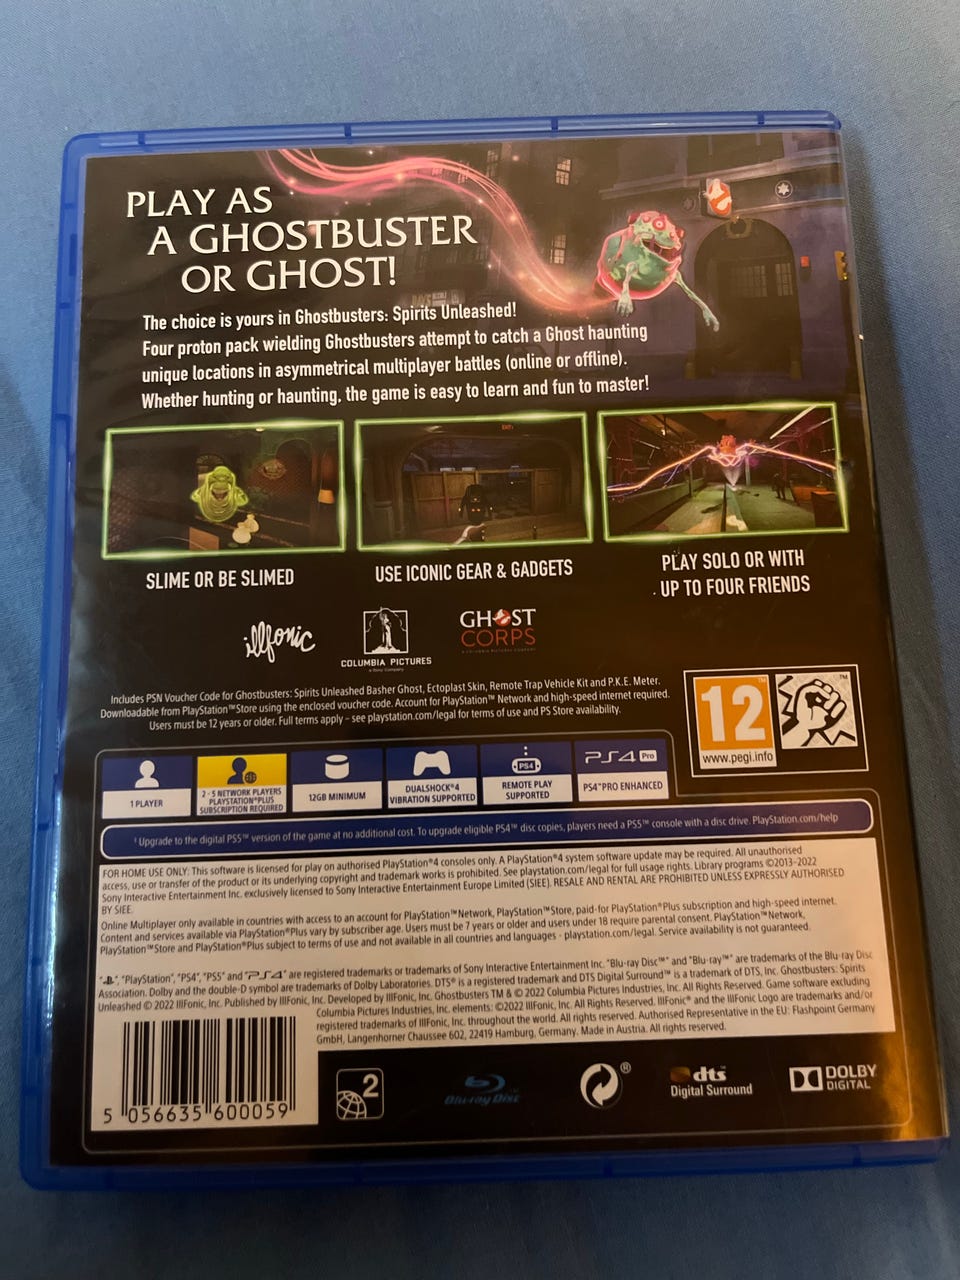 PLAY AS
A GHOSTBUSTER
OR GHOST!
The choice is yours in Ghostbusters: Spirits Unleashed!
Four proton pack wielding Ghostbusters attempt to catch a Ghost haunting
unique locations in asymmetrical multiplayer battles (online or offline).
Whether hunting or haunting, the game is easy to learn and fun to master!
SLIME OR BE SLIMED
USE ICONIC GEAR & GADGETS
PLAY SOLO OR WITH
UP TO FOUR FRIENDS
illfonic
COLUMBIA PICTURES
a Sony Company
GHOST
CORPS
A COLUMBIA PICTURES COMPANY
Includes PSN Voucher Code for Ghostbusters: Spirits Unleashed Basher Ghost, Ectoplast Skin, Remote Trap Vehicle Kit and P.K.E. Meter.
Downloadable from PlayStation™Store using the enclosed voucher code. Account for PlayStation™ Network and high-speed internet required.
Users must be 12 years or older. Full terms apply – see playstation.com/legal for terms of use and PS Store availability.
12™
www.pegi.info
™
1 PLAYER
2 - 5 NETWORK PLAYERS
PLAYSTATION®PLUS
SUBSCRIPTION REQUIRED
12GB MINIMUM
DUALSHOCK®4
VIBRATION SUPPORTED
PS4
REMOTE PLAY
SUPPORTED
PS4 Pro
PS4™PRO ENHANCED
¹ Upgrade to the digital PS5™ version of the game at no additional cost. To upgrade eligible PS4™ disc copies, players need a PS5™ console with a disc drive. PlayStation.com/help
FOR HOME USE ONLY: This software is licensed for play on authorised PlayStation®4 consoles only. A PlayStation®4 system software update may be required. All unauthorised
access, use or transfer of the product or its underlying copyright and trademark works is prohibited. See playstation.com/legal for full usage rights. Library programs ©2013-2022
Sony Interactive Entertainment Inc. exclusively licensed to Sony Interactive Entertainment Europe Limited (SIEE). RESALE AND RENTAL ARE PROHIBITED UNLESS EXPRESSLY AUTHORISED
BY SIEE.
Online Multiplayer only available in countries with access to an account for PlayStation™Network, PlayStation™Store, paid-for PlayStation®Plus subscription and high-speed internet.
Content and services available via PlayStation®Plus vary by subscriber age. Users must be 7 years or older and users under 18 require parental consent. PlayStation™Network,
PlayStation™Store and PlayStation®Plus subject to terms of use and not available in all countries and languages - playstation.com/legal. Service availability is not guaranteed.
"PlayStation", "PS4", "PS5" and "PS4" are registered trademarks or trademarks of Sony Interactive Entertainment Inc. "Blu-ray Disc™" and "Blu-ray™" are trademarks of the Blu-ray Disc
Association. Dolby and the double-D symbol are trademarks of Dolby Laboratories. DTS® is a registered trademark and DTS Digital Surround™ is a trademark of DTS, Inc. Ghostbusters: Spirits
Unleashed © 2022 IllFonic, Inc. Published by IllFonic, Inc. Developed by IllFonic, Inc. Ghostbusters TM & © 2022 Columbia Pictures Industries, Inc. All Rights Reserved. Game software excluding
Columbia Pictures Industries, Inc. elements: ©2022 IllFonic, Inc. All Rights Reserved. IllFonic® and the IllFonic Logo are trademarks and/or
registered trademarks of IllFonic, Inc. throughout the world. All rights reserved. Authorised Representative in the EU: Flashpoint Germany
GmbH, Langenhorner Chaussee 602, 22419 Hamburg, Germany. Made in Austria. All rights reserved.
5 056635 600059
2
Blu-ray Disc
®
dts
Digital Surround
DOLBY
DIGITAL